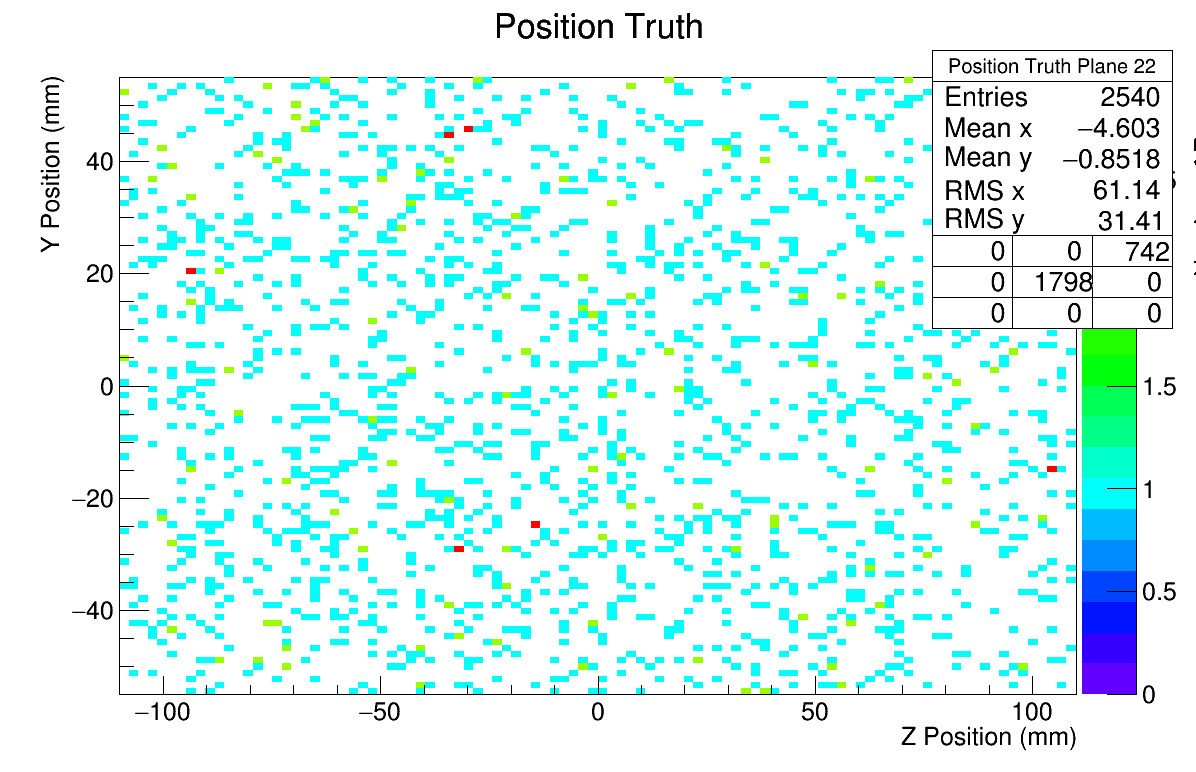 Position Truth
Position Truth Plane 22
Entries 2540
Mean x −4.603
Mean y −0.8518
RMS x 61.14
RMS y 31.41
0 0 742
0 1798 0
0 0 0
Y Position (mm)
40
20
0
−20
−40
1.5
1
0.5
0
−100 −50 0 50 100
Z Position (mm)